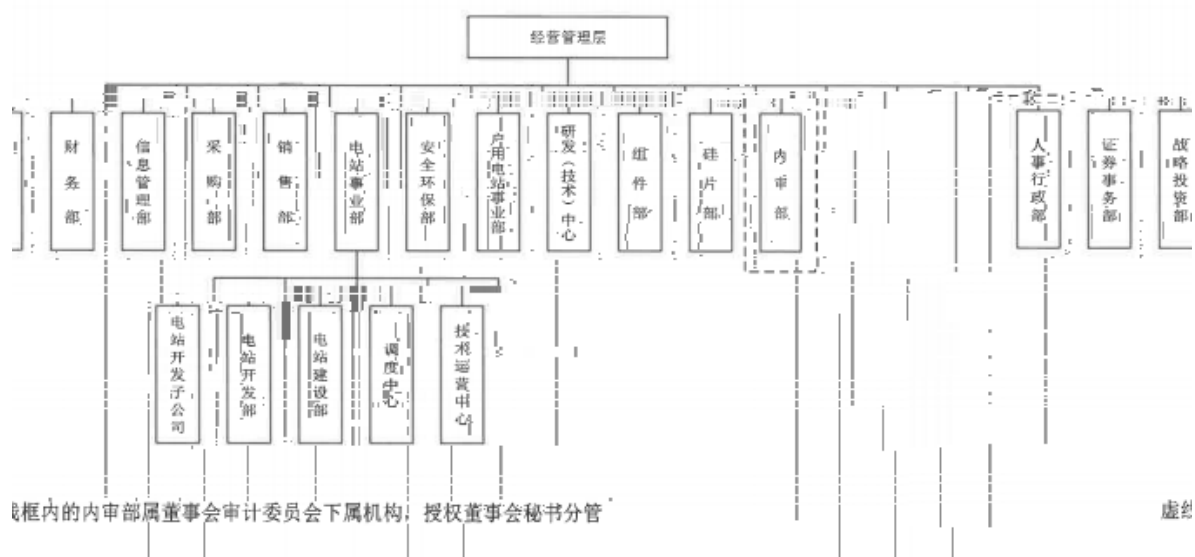 经营管理层
财务部
信息管理部
采购部
销售部
电站事业部
安全环保部
户用电站事业部
研发（技术）中心
组件部
硅片部
内审部
人事行政部
证券事务部
战略投资部
电站开发子公司
电站开发部
电站建设部
调度中心
技术运营中心
框内的内审部属董事会审计委员会下属机构，授权董事会秘书分管
虚线